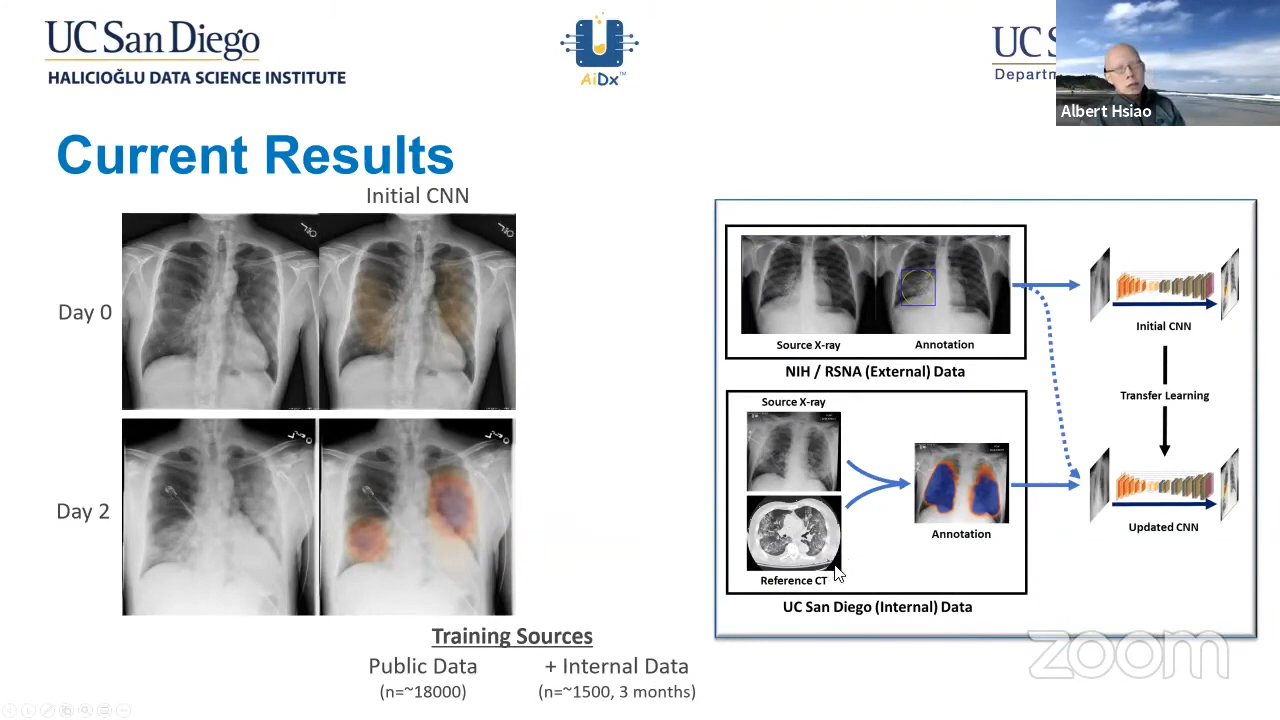 UC San Diego
HALICIOĞLU DATA SCIENCE INSTITUTE
AiDx™
UC S
Departm
Albert Hsiao
Current Results
Initial CNN
Day 0
Day 2
Training Sources
Public Data
+ Internal Data
(n=~18000)
(n=~1500, 3 months)
Source X-ray
Annotation
NIH / RSNA (External) Data
Source X-ray
Reference CT
Annotation
UC San Diego (Internal) Data
Initial CNN
Transfer Learning
Updated CNN
zoom